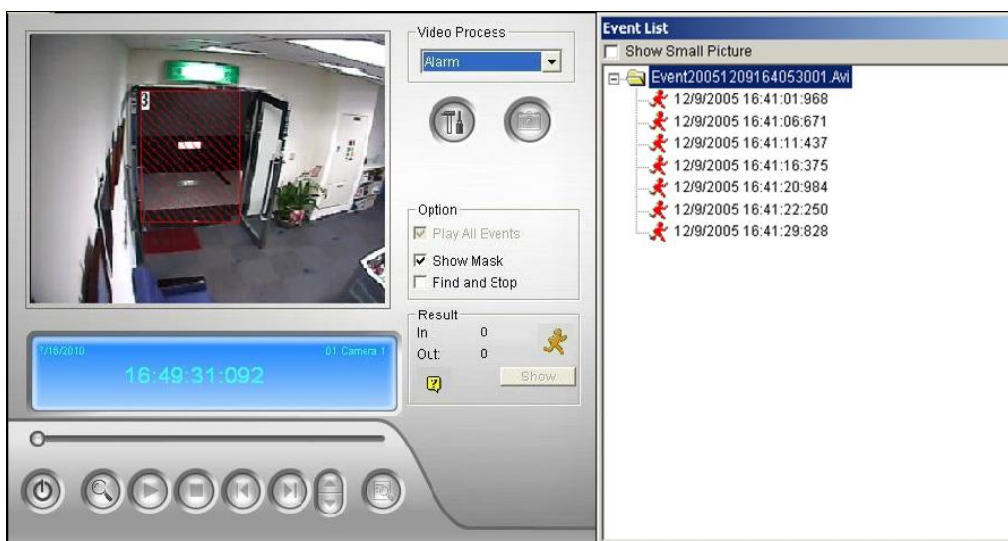 Video Process
Alarm
3
Option
Play All Events
Show Mask
Find and Stop
Result
In 0
Out: 0
?
Show
7/16/2010 01 Camera 1
16:49:31:092
Event List
Show Small Picture
Event20051209164053001.Avi
12/9/2005 16:41:01:968
12/9/2005 16:41:06:671
12/9/2005 16:41:11:437
12/9/2005 16:41:16:375
12/9/2005 16:41:20:984
12/9/2005 16:41:22:250
12/9/2005 16:41:29:828